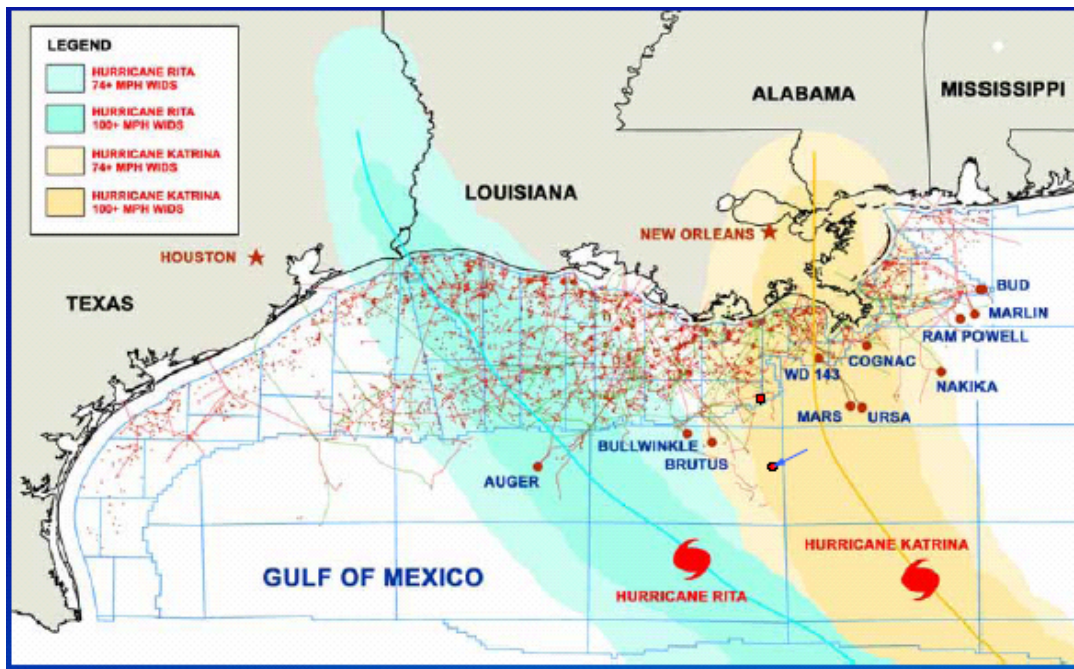 LEGEND
HURRICANE RITA
74+ MPH WIDS
HURRICANE RITA
100+ MPH WIDS
HURRICANE KATRINA
74+ MPH WIDS
HURRICANE KATRINA
100+ MPH WIDS
ALABAMA
MISSISSIPPI
LOUISIANA
NEW ORLEANS
HOUSTON
TEXAS
BUD
MARLIN
RAM POWELL
COGNAC
WD 143
NAKIKA
MARS
URSA
BULLWINKLE
BRUTUS
AUGER
HURRICANE KATRINA
GULF OF MEXICO
HURRICANE RITA